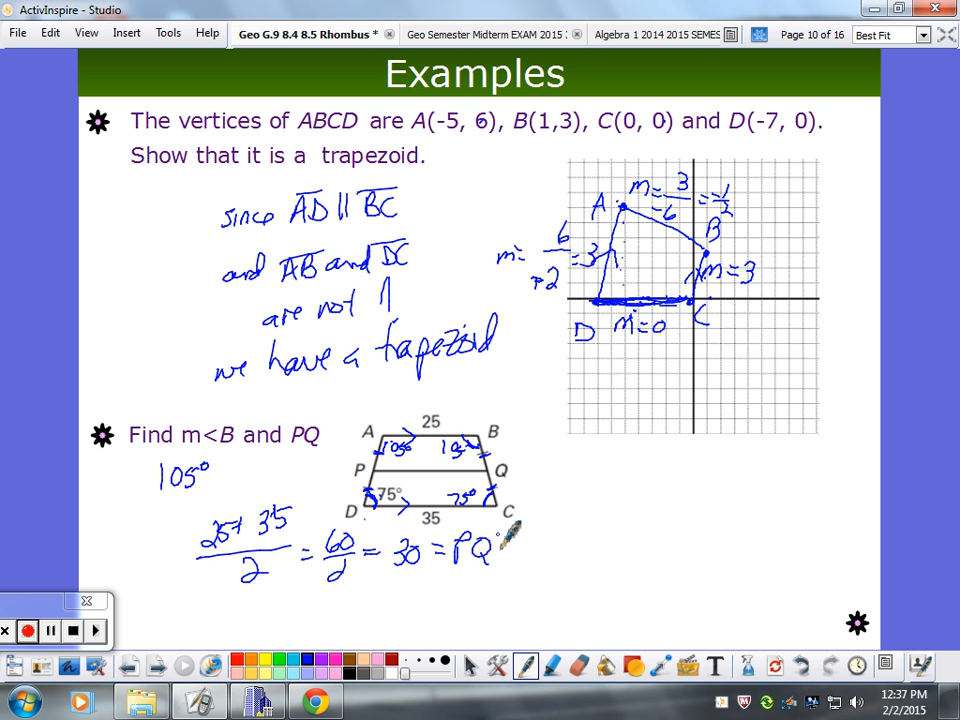 ActivInspire - Studio
File Edit View Insert Tools Help
Geo G.9 8.4 8.5 Rhombus *
Geo Semester Midterm EXAM 2015
Algebra 1 2014 2015 SEMES
Page 10 of 16
Best Fit
Examples
The vertices of ABCD are A(-5, 6), B(1,3), C(0, 0) and D(-7, 0).
Show that it is a trapezoid.
since AD || BC
and AB and DC
are not ∥
we have a trapezoid
A
m = 3/-6 = -1/2
B
m = 6/+2 = 3
m = 3
D
m = 0
C
Find m<B and PQ
105°
A 25 B
105° 105°
P Q
75° 75°
D 35 C
25 + 35 / 2 = 60/2 = 30 = PQ
T
12:37 PM
2/2/2015